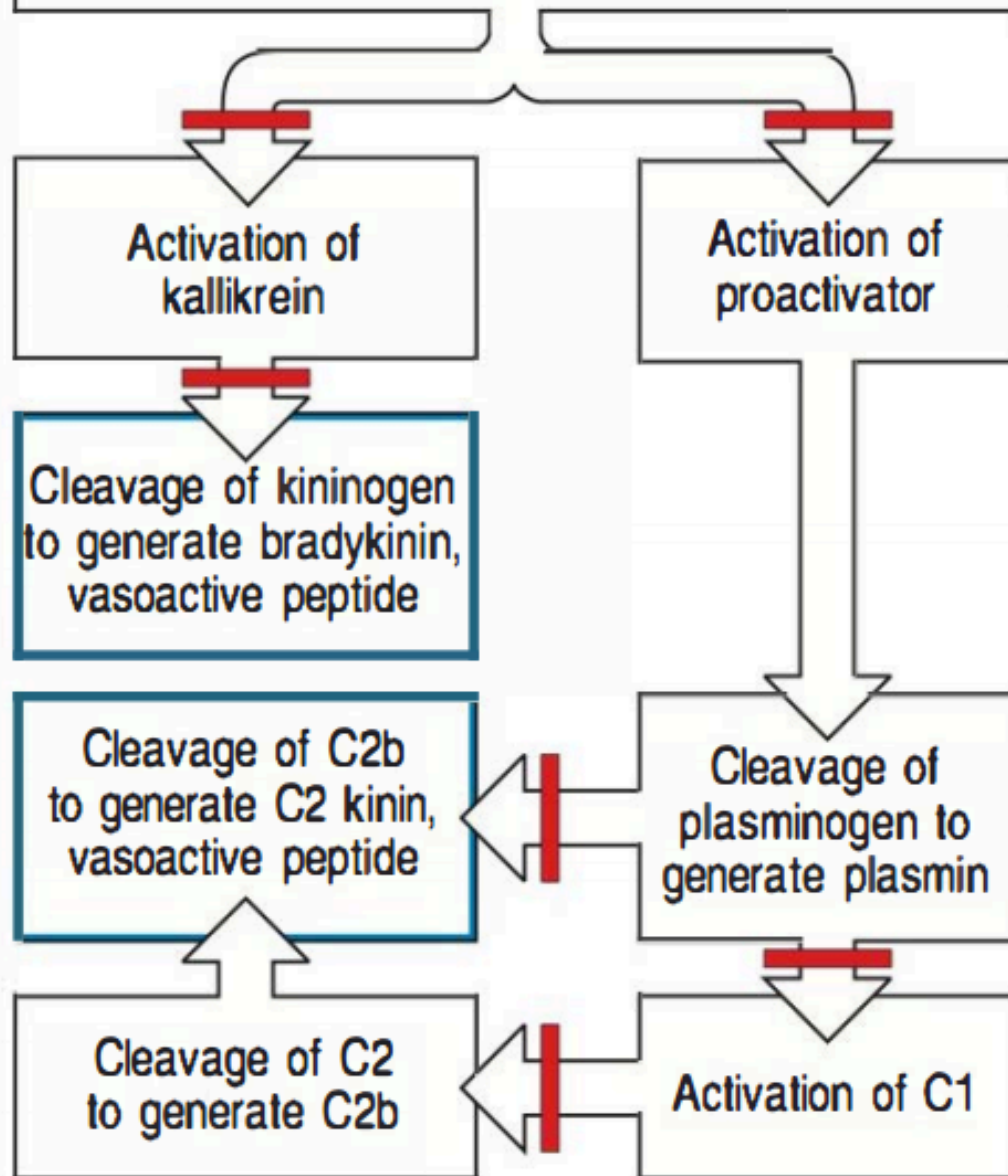 Activation of
kallikrein
Activation of
proactivator
Cleavage of kininogen
to generate bradykinin,
vasoactive peptide
Cleavage of C2b
to generate C2 kinin,
vasoactive peptide
Cleavage of
plasminogen to
generate plasmin
Cleavage of C2
to generate C2b
Activation of C1